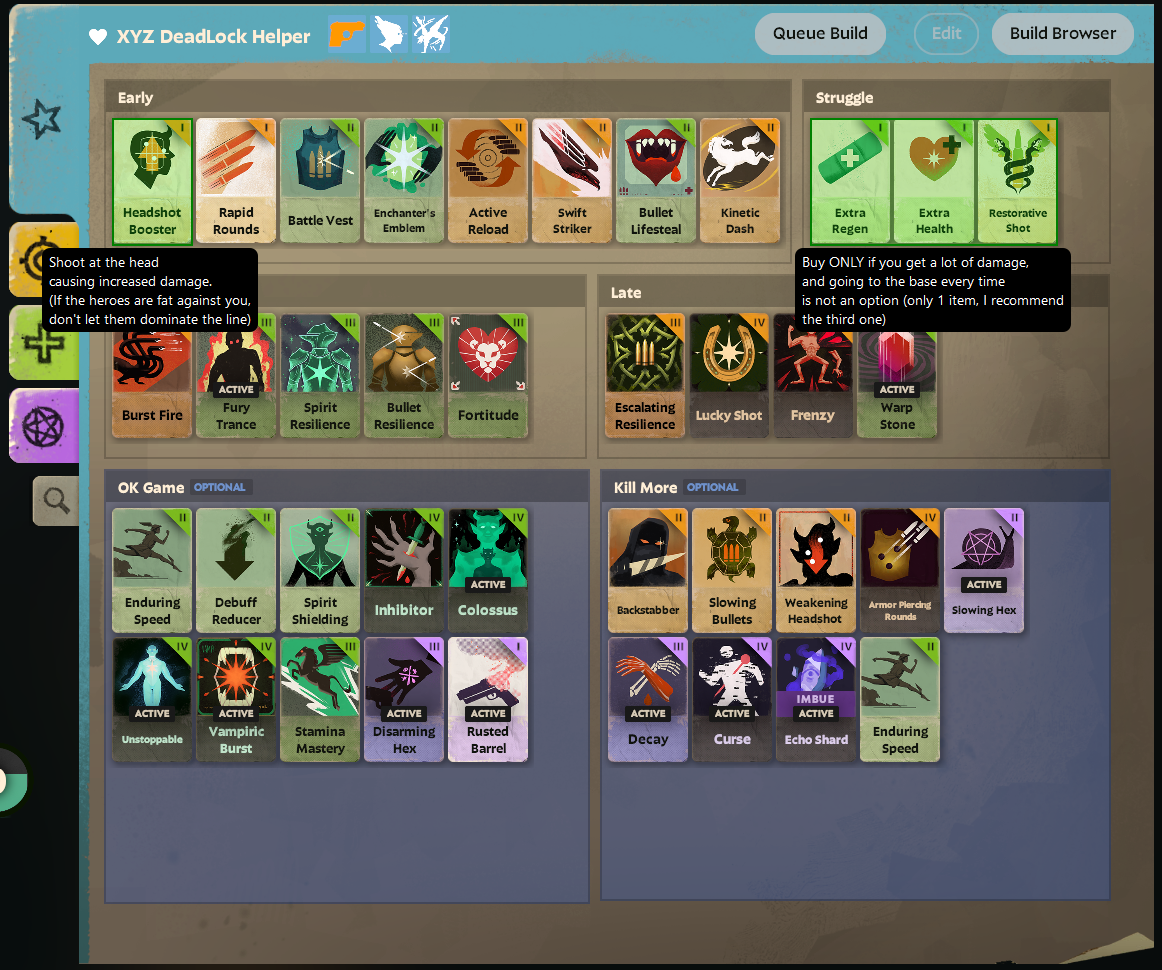 XYZ DeadLock Helper
Queue Build
Edit
Build Browser
Early
I
Headshot
Booster
I
Rapid
Rounds
II
Battle Vest
II
Enchanter's
Emblem
II
Active
Reload
II
Swift
Striker
II
Bullet
Lifesteal
II
Kinetic
Dash
Struggle
I
Extra
Regen
I
Extra
Health
I
Restorative
Shot
Shoot at the head
causing increased damage.
(If the heroes are fat against you,
don't let them dominate the line)
Buy ONLY if you get a lot of damage,
and going to the base every time
is not an option (only 1 item, I recommend
the third one)
Burst Fire
III
ACTIVE
Fury
Trance
III
Spirit
Resilience
III
Bullet
Resilience
III
Fortitude
Late
III
Escalating
Resilience
IV
Lucky Shot
Frenzy
ACTIVE
Warp
Stone
OK Game
OPTIONAL
II
Enduring
Speed
II
Debuff
Reducer
II
Spirit
Shielding
IV
Inhibitor
IV
ACTIVE
Colossus
IV
ACTIVE
Unstoppable
IV
ACTIVE
Vampiric
Burst
III
Stamina
Mastery
III
ACTIVE
Disarming
Hex
I
ACTIVE
Rusted
Barrel
Kill More
OPTIONAL
II
Backstabber
II
Slowing
Bullets
II
Weakening
Headshot
IV
Armor Piercing
Rounds
II
ACTIVE
Slowing Hex
III
ACTIVE
Decay
IV
ACTIVE
Curse
IV
IMBUE
ACTIVE
Echo Shard
II
Enduring
Speed